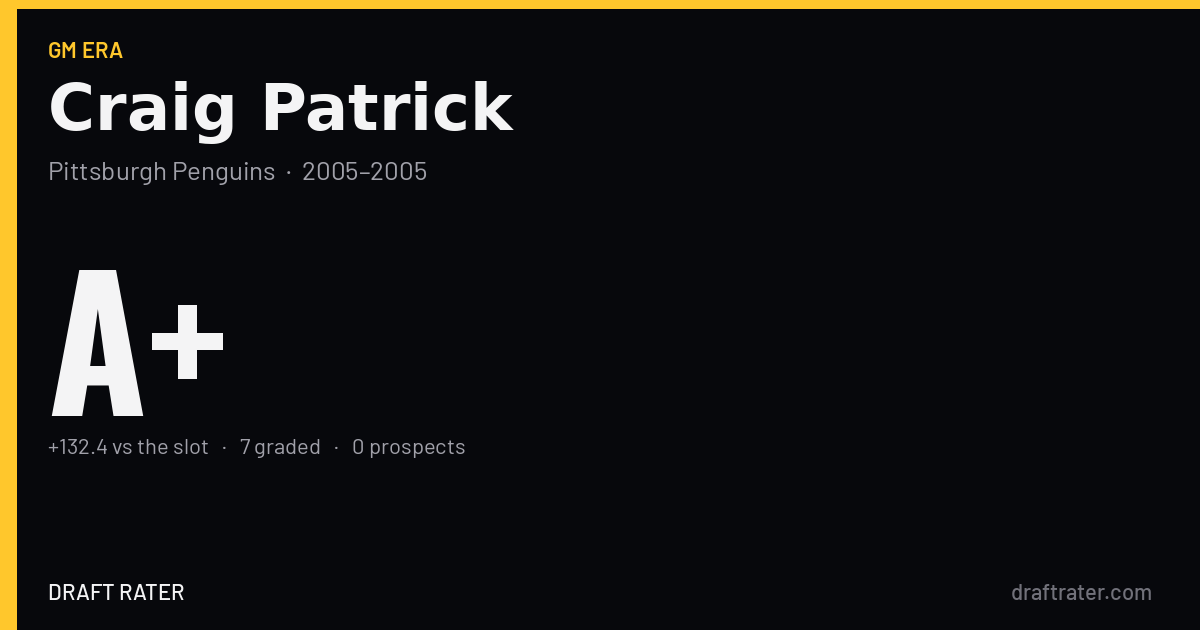 GM ERA
Craig Patrick
Pittsburgh Penguins · 2005–2005
A+
+132.4 vs the slot · 7 graded · 0 prospects
DRAFT RATER
draftrater.com